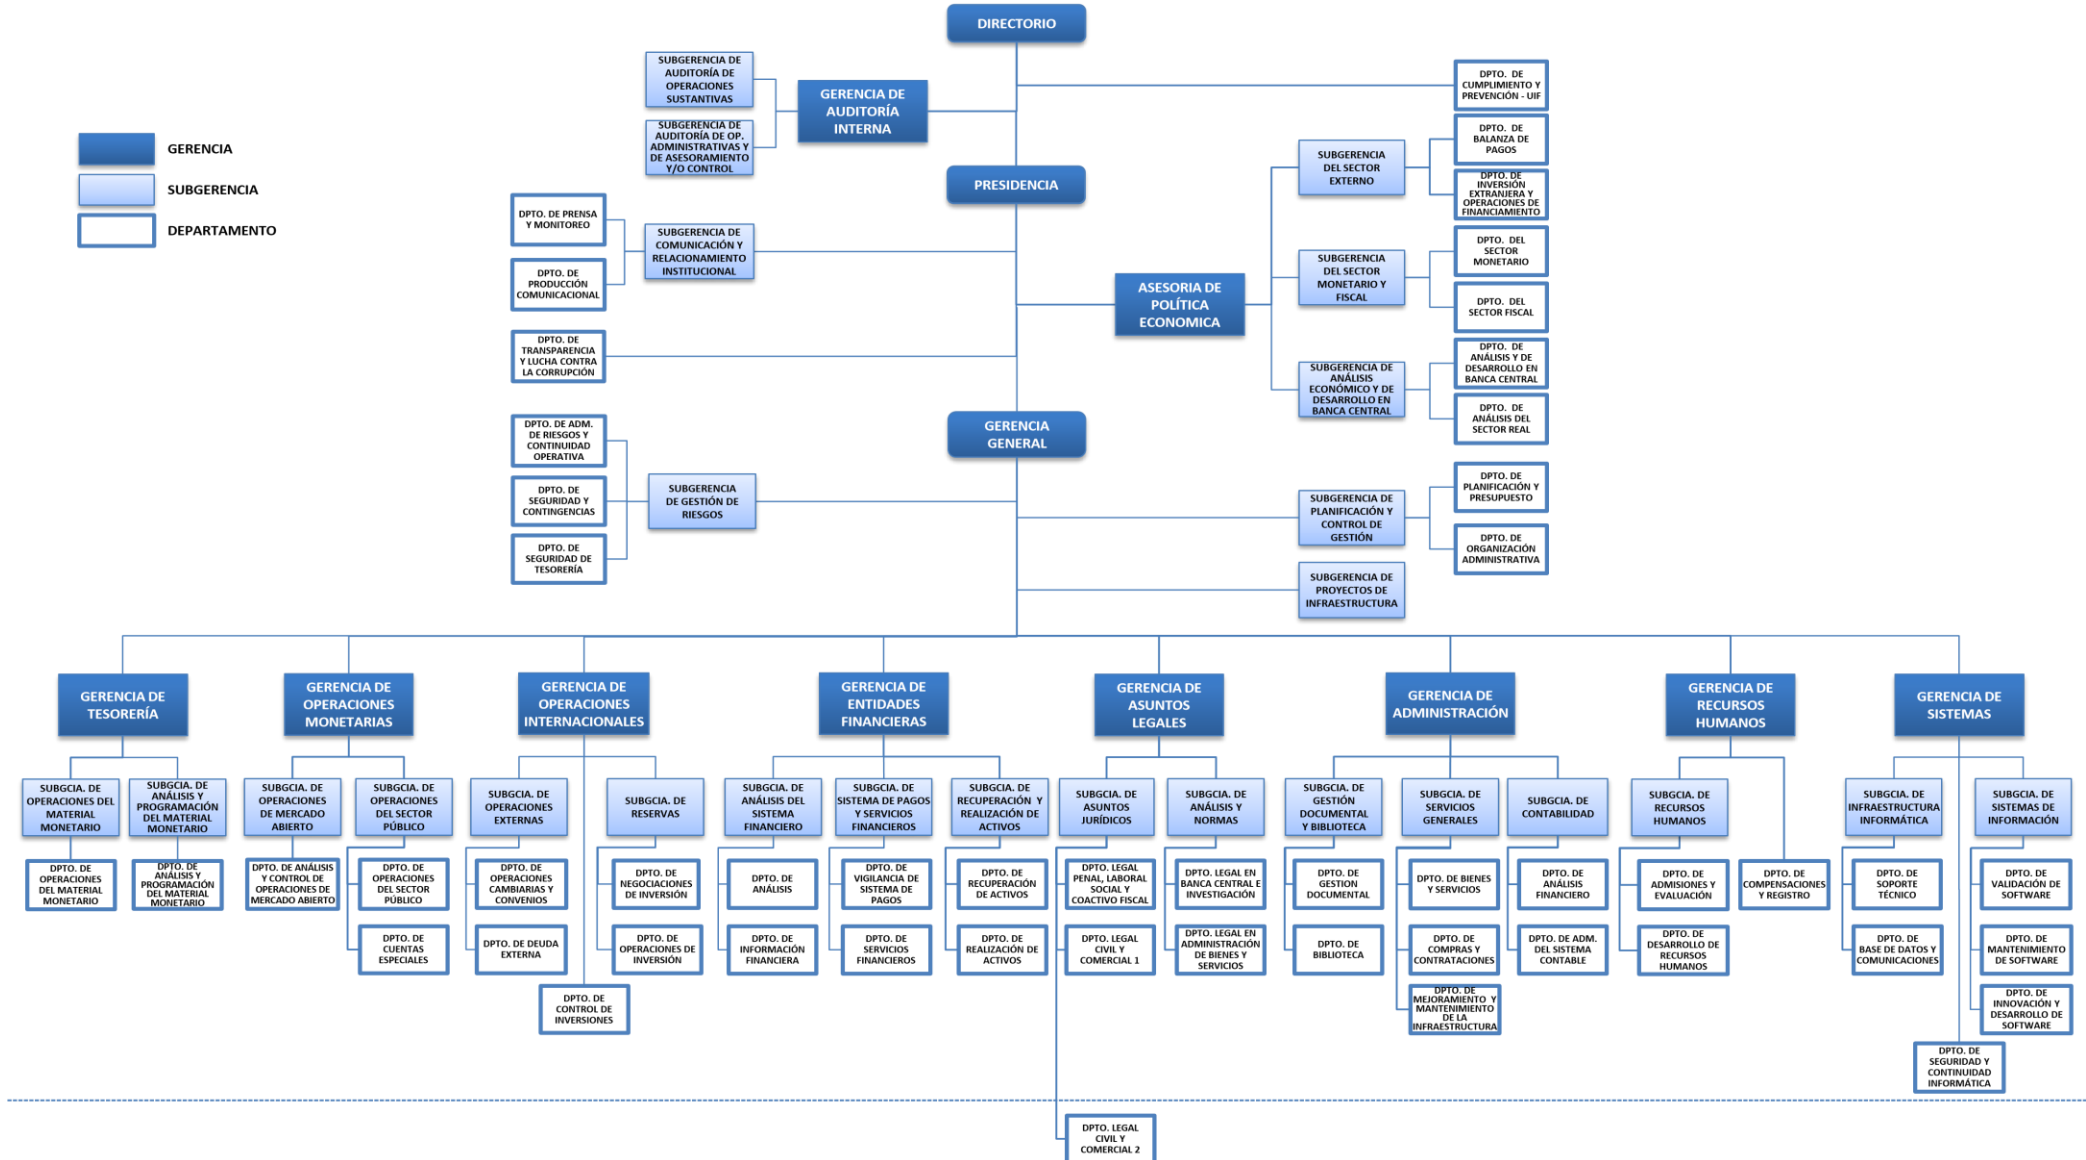 DIRECTORIO
SUBGERENCIA DE
AUDITORÍA DE
OPERACIONES
SUSTANTIVAS
GERENCIA DE
AUDITORÍA
INTERNA
SUBGERENCIA DE
AUDITORÍA DE OP.
ADMINISTRATIVAS Y
DE ASESORAMIENTO
Y/O CONTROL
DPTO. DE
CUMPLIMIENTO Y
PREVENCIÓN - UIF
GERENCIA
SUBGERENCIA
DEPARTAMENTO
PRESIDENCIA
SUBGERENCIA
DEL SECTOR
EXTERNO
DPTO. DE
BALANZA DE
PAGOS
DPTO. DE
INVERSIÓN
EXTRANJERA Y
OPERACIONES DE
FINANCIAMIENTO
DPTO. DE PRENSA
Y MONITOREO
DPTO. DE
PRODUCCIÓN
COMUNICACIONAL
SUBGERENCIA DE
COMUNICACIÓN Y
RELACIONAMIENTO
INSTITUCIONAL
ASESORIA DE
POLÍTICA
ECONOMICA
SUBGERENCIA
DEL SECTOR
MONETARIO Y
FISCAL
DPTO. DEL
SECTOR
MONETARIO
DPTO. DEL
SECTOR FISCAL
DPTO. DE
TRANSPARENCIA
Y LUCHA CONTRA
LA CORRUPCIÓN
SUBGERENCIA DE
ANÁLISIS
ECONÓMICO Y DE
DESARROLLO EN
BANCA CENTRAL
DPTO. DE
ANÁLISIS Y DE
DESARROLLO EN
BANCA CENTRAL
DPTO. DE
ANÁLISIS DEL
SECTOR REAL
GERENCIA
GENERAL
DPTO. DE ADM.
DE RIESGOS Y
CONTINUIDAD
OPERATIVA
DPTO. DE
SEGURIDAD Y
CONTINGENCIAS
DPTO. DE
SEGURIDAD DE
TESORERÍA
SUBGERENCIA
DE GESTIÓN DE
RIESGOS
SUBGERENCIA DE
PLANIFICACIÓN Y
CONTROL DE
GESTIÓN
DPTO. DE
PLANIFICACIÓN Y
PRESUPUESTO
DPTO. DE
ORGANIZACIÓN
ADMINISTRATIVA
SUBGERENCIA DE
PROYECTOS DE
INFRAESTRUCTURA
GERENCIA DE
TESORERÍA
GERENCIA DE
OPERACIONES
MONETARIAS
GERENCIA DE
OPERACIONES
INTERNACIONALES
GERENCIA DE
ENTIDADES
FINANCIERAS
GERENCIA DE
ASUNTOS
LEGALES
GERENCIA DE
ADMINISTRACIÓN
GERENCIA DE
RECURSOS
HUMANOS
GERENCIA DE
SISTEMAS
SUBGCIA. DE
OPERACIONES DEL
MATERIAL
MONETARIO
SUBGCIA. DE
ANÁLISIS Y
PROGRAMACIÓN
DEL MATERIAL
MONETARIO
SUBGCIA. DE
OPERACIONES
DE MERCADO
ABIERTO
SUBGCIA. DE
OPERACIONES
DEL SECTOR
PÚBLICO
SUBGCIA. DE
OPERACIONES
EXTERNAS
SUBGCIA. DE
RESERVAS
SUBGCIA. DE
ANÁLISIS DEL
SISTEMA
FINANCIERO
SUBGCIA. DE
SISTEMA DE PAGOS
Y SERVICIOS
FINANCIEROS
SUBGCIA. DE
RECUPERACIÓN Y
REALIZACIÓN DE
ACTIVOS
SUBGCIA. DE
ASUNTOS
JURÍDICOS
SUBGCIA. DE
ANÁLISIS Y
NORMAS
SUBGCIA. DE
GESTIÓN
DOCUMENTAL
Y BIBLIOTECA
SUBGCIA. DE
SERVICIOS
GENERALES
SUBGCIA. DE
CONTABILIDAD
SUBGCIA. DE
RECURSOS
HUMANOS
SUBGCIA. DE
INFRAESTRUCTURA
INFORMÁTICA
SUBGCIA. DE
SISTEMAS DE
INFORMACIÓN
DPTO. DE
OPERACIONES
DEL MATERIAL
MONETARIO
DPTO. DE
ANÁLISIS Y
PROGRAMACIÓN
DEL MATERIAL
MONETARIO
DPTO. DE ANÁLISIS
Y CONTROL DE
OPERACIONES DE
MERCADO ABIERTO
DPTO. DE
OPERACIONES
DEL SECTOR
PÚBLICO
DPTO. DE
OPERACIONES
CAMBIARIAS Y
CONVENIOS
DPTO. DE
NEGOCIACIONES
DE INVERSIÓN
DPTO. DE
ANÁLISIS
DPTO. DE
VIGILANCIA DE
SISTEMA DE
PAGOS
DPTO. DE
RECUPERACIÓN
DE ACTIVOS
DPTO. LEGAL
PENAL, LABORAL
SOCIAL Y
COACTIVO FISCAL
DPTO. LEGAL EN
BANCA CENTRAL E
INVESTIGACIÓN
DPTO. DE
GESTION
DOCUMENTAL
DPTO. DE BIENES
Y SERVICIOS
DPTO. DE
ANÁLISIS
FINANCIERO
DPTO. DE
ADMISIONES Y
EVALUACIÓN
DPTO. DE
COMPENSACIONES
Y REGISTRO
DPTO. DE
SOPORTE
TÉCNICO
DPTO. DE
VALIDACIÓN DE
SOFTWARE
DPTO. DE
CUENTAS
ESPECIALES
DPTO. DE DEUDA
EXTERNA
DPTO. DE
OPERACIONES DE
INVERSIÓN
DPTO. DE
INFORMACIÓN
FINANCIERA
DPTO. DE
SERVICIOS
FINANCIEROS
DPTO. DE
REALIZACIÓN DE
ACTIVOS
DPTO. LEGAL
CIVIL Y
COMERCIAL 1
DPTO. LEGAL EN
ADMINISTRACIÓN
DE BIENES Y
SERVICIOS
DPTO. DE
BIBLIOTECA
DPTO. DE
COMPRAS Y
CONTRATACIONES
DPTO. DE ADM.
DEL SISTEMA
CONTABLE
DPTO. DE
DESARROLLO DE
RECURSOS
HUMANOS
DPTO. DE
BASE DE DATOS Y
COMUNICACIONES
DPTO. DE
MANTENIMIENTO
DE SOFTWARE
DPTO. DE
CONTROL DE
INVERSIONES
DPTO. DE
MEJORAMIENTO Y
MANTENIMIENTO
DE LA
INFRAESTRUCTURA
DPTO. DE
INNOVACIÓN Y
DESARROLLO DE
SOFTWARE
DPTO. DE
SEGURIDAD Y
CONTINUIDAD
INFORMÁTICA
DPTO. LEGAL
CIVIL Y
COMERCIAL 2